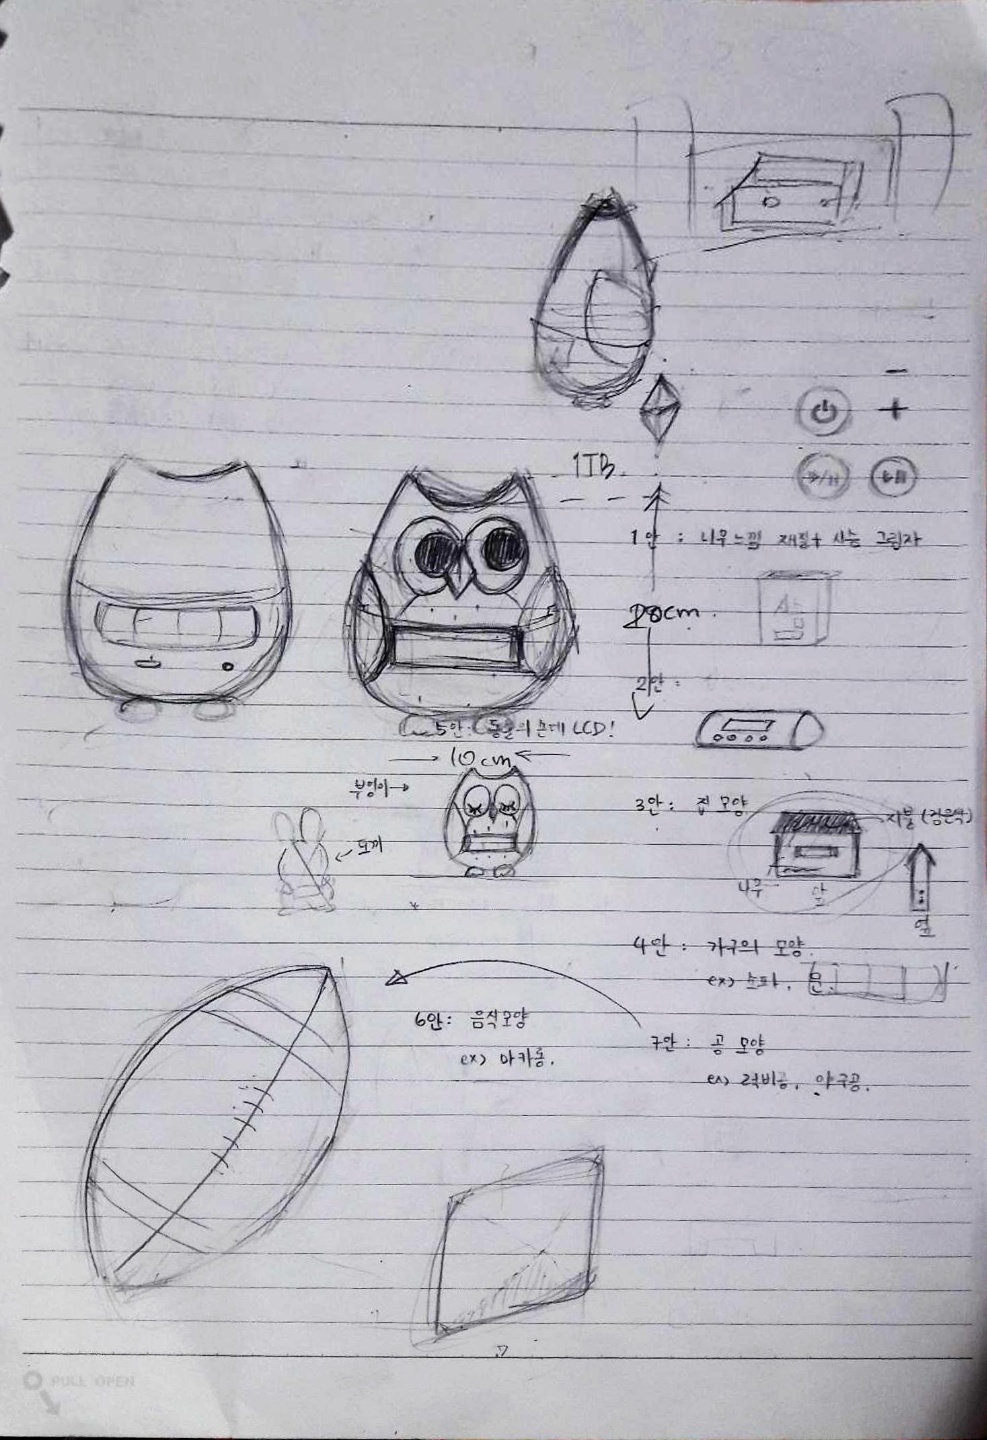 1TB
1안 : 나무느낌 재질+ 사능 그림자
20cm
2안 :
5안: 동물의 손에 LCD!
10cm
부엉이→
3안 : 집 모양
지붕 (검은색)
토끼
나무
앞
옆
4안 : 가구의 모양.
ex) 소파, 문.
6안: 음식모양
ex) 마카롱.
7안 : 공 모양
ex) 럭비공, 야구공.
PULL OPEN